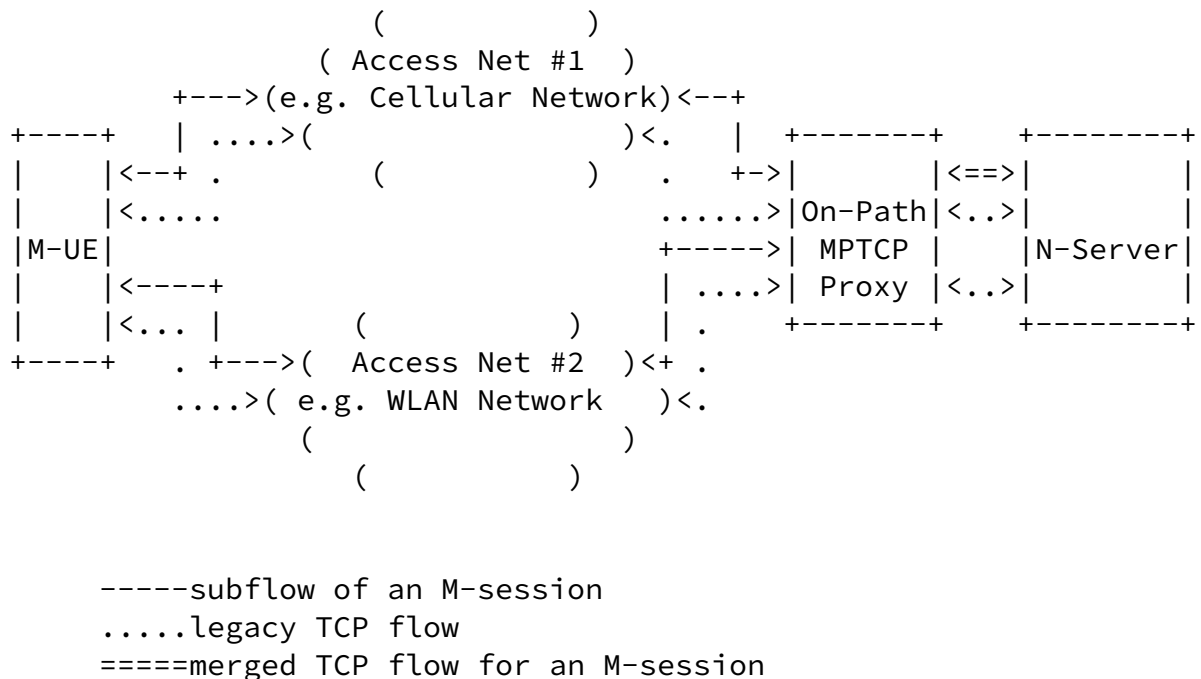 (          )
              ( Access Net #1  )
       +--->(e.g. Cellular Network)<--+
+----+   | ....>(              )<.   |  +-------+    +--------+
|    |<--+ .       (         )   .   +->|       |<==>|        |
|    |<.....                     ......>|On-Path|<..>|        |
|M-UE|                           +----->| MPTCP |    |N-Server|
|    |<----+                     | ....>| Proxy |<..>|        |
|    |<... |      (         )    | .    +-------+    +--------+
+----+   . +--->(  Access Net #2  )<+ .
         ....>( e.g. WLAN Network   )<.
               (              )
                 (         )
-----subflow of an M-session
.....legacy TCP flow
=====merged TCP flow for an M-session